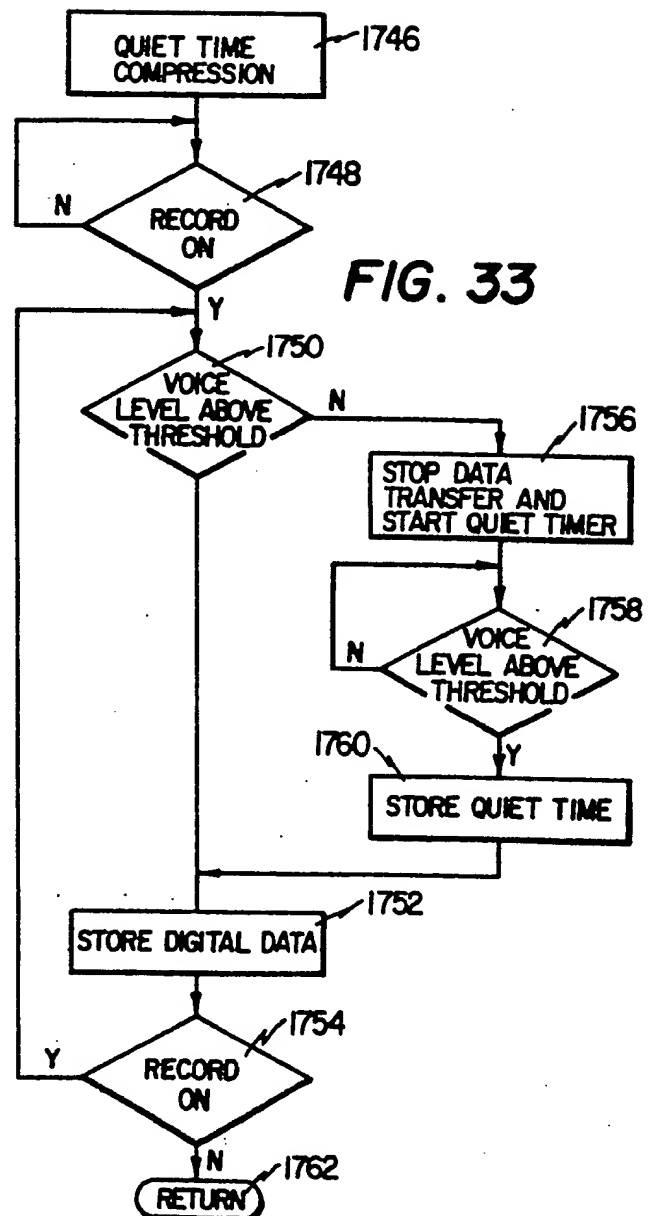 QUIET TIME
COMPRESSION
1746
1748
N
RECORD
ON
FIG. 33
Y
1750
VOICE
LEVEL ABOVE
THRESHOLD
N
1756
STOP DATA
TRANSFER AND
START QUIET TIMER
1758
VOICE
LEVEL ABOVE
THRESHOLD
N
Y
1760
STORE QUIET TIME
1752
STORE DIGITAL DATA
1754
Y
RECORD
ON
N
1762
RETURN